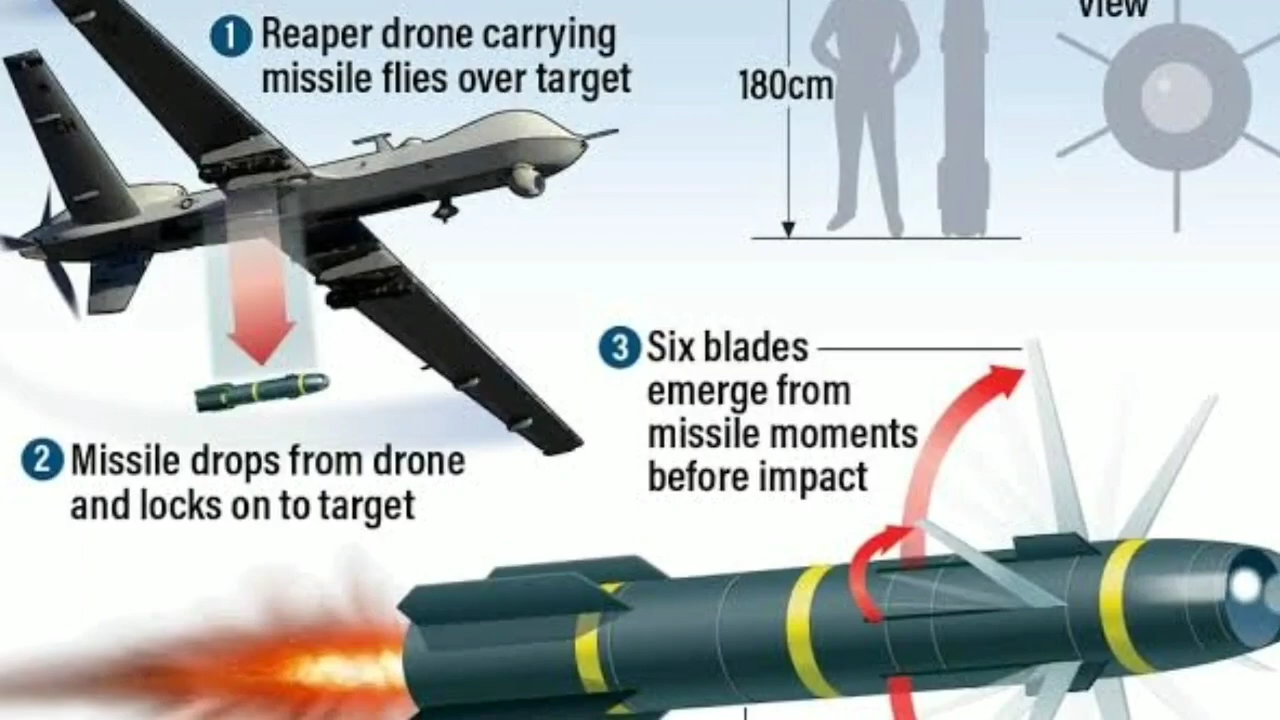 1 Reaper drone carrying
missile flies over target
view
180cm
3 Six blades
emerge from
missile moments
before impact
2 Missile drops from drone
and locks on to target